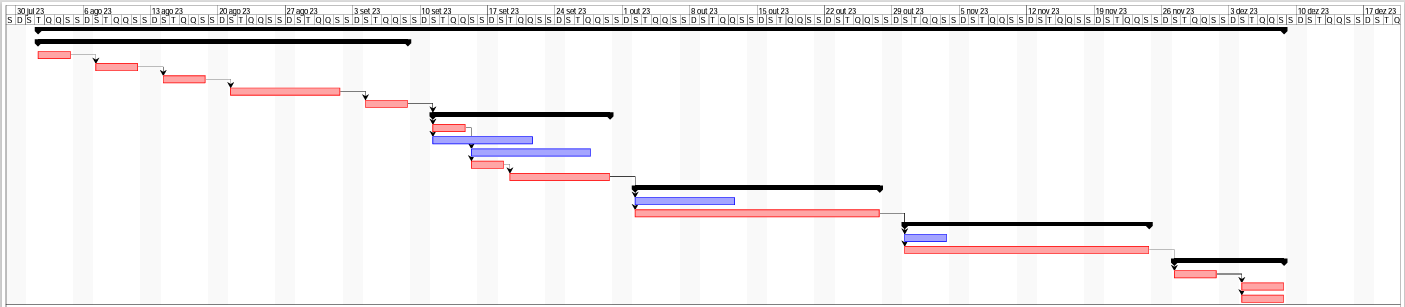 30 jul 23 6 ago 23 13 ago 23 20 ago 23 27 ago 23 3 set 23 10 set 23 17 set 23 24 set 23 1 out 23 8 out 23 15 out 23 22 out 23 29 out 23 5 nov 23 12 nov 23 19 nov 23 26 nov 23 3 dez 23 10 dez 23 17 dez 23
S D S T Q Q S S D S T Q Q S S D S T Q Q S S D S T Q Q S S D S T Q Q S S D S T Q Q S S D S T Q Q S S D S T Q Q S S D S T Q Q S S D S T Q Q S S D S T Q Q S S D S T Q Q S S D S T Q Q S S D S T Q Q S S D S T Q Q S S D S T Q Q S S D S T Q Q S S D S T Q Q S S D S T Q Q S S D S T Q